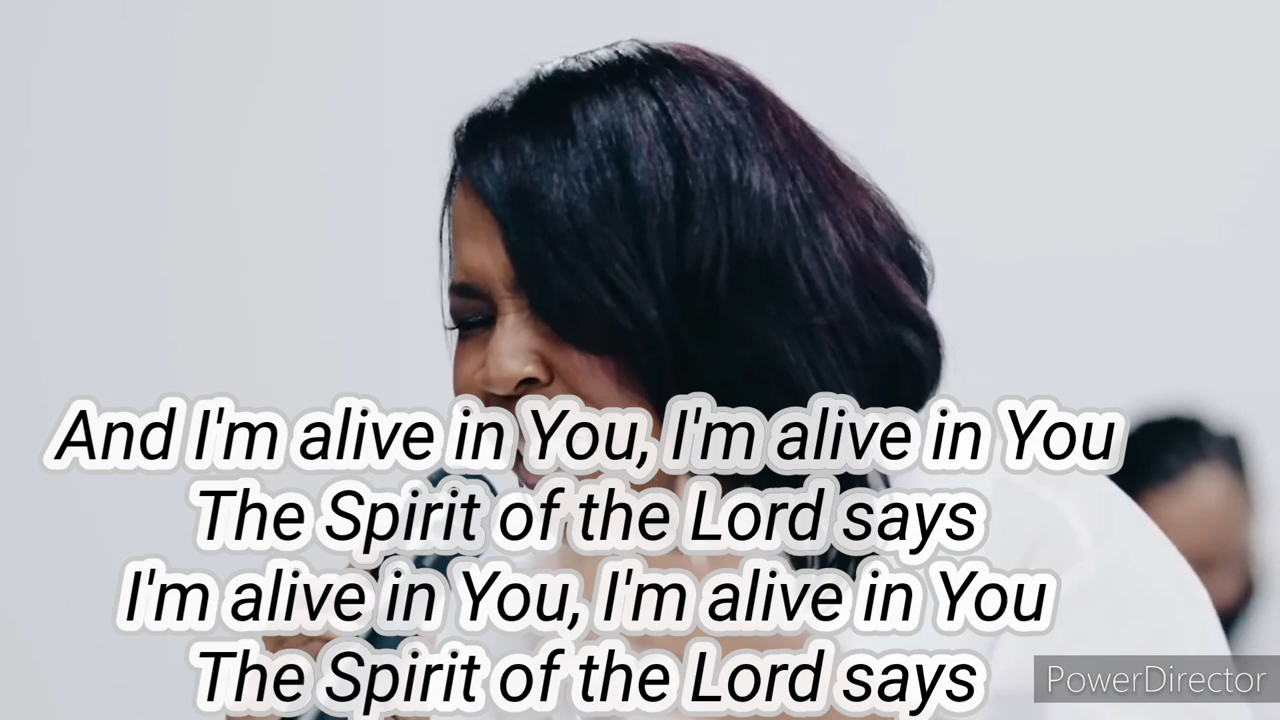 And I'm alive in You, I'm alive in You
The Spirit of the Lord says
I'm alive in You, I'm alive in You
The Spirit of the Lord says
PowerDirector